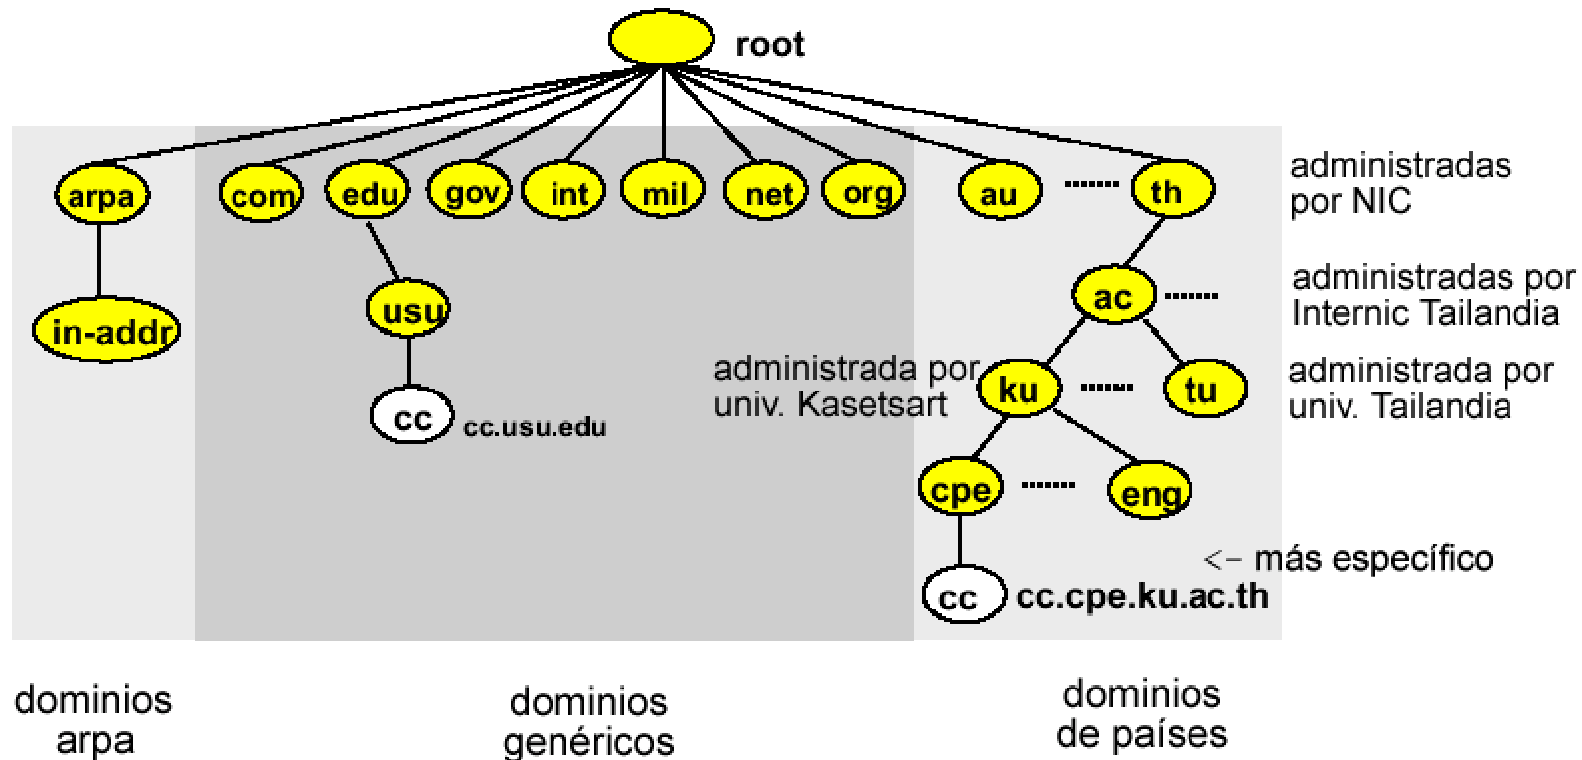 root
arpa com edu gov int mil net org au th
administradas
por NIC
in-addr
usu
ac
administradas por
Internic Tailandia
administrada por
univ. Kasetsart
ku
tu
administrada por
univ. Tailandia
cc
cc.usu.edu
cpe
eng
<- más específico
cc
cc.cpe.ku.ac.th
dominios
arpa
dominios
genéricos
dominios
de países